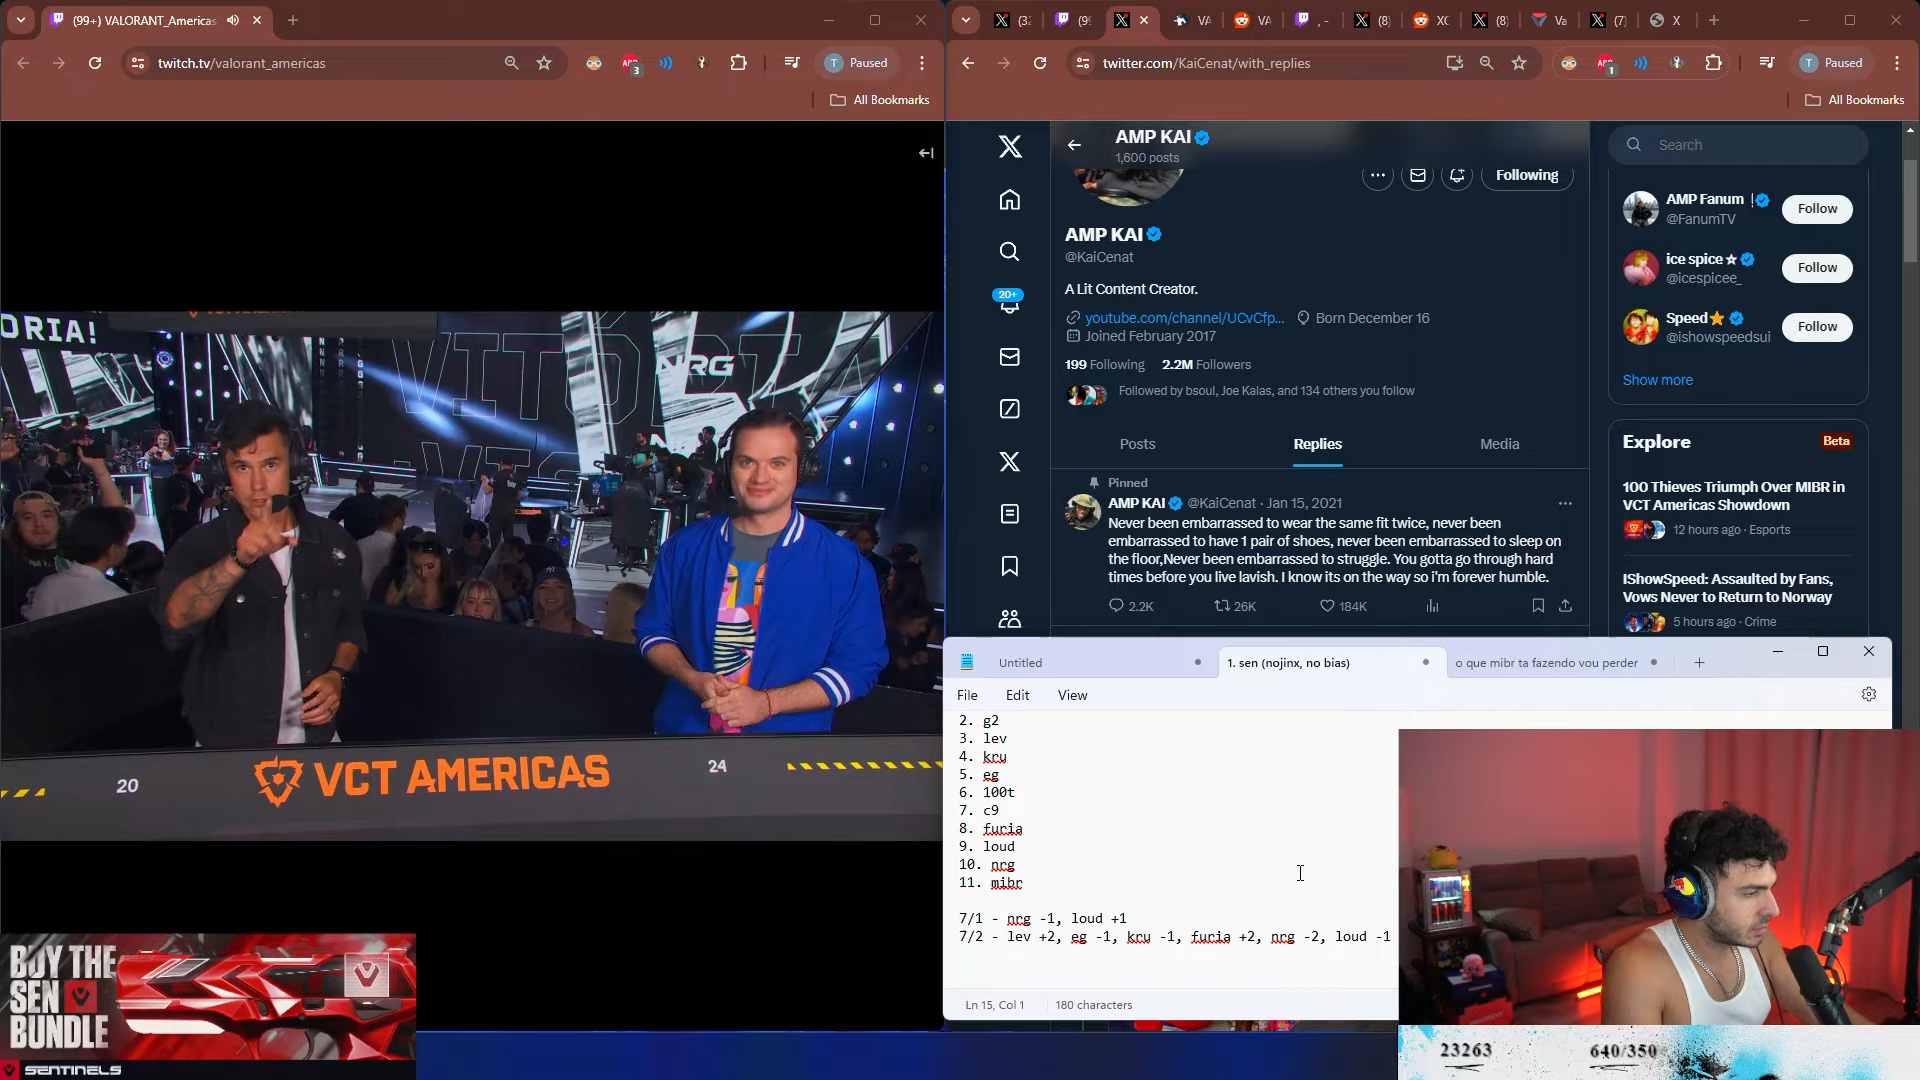 (99+) VALORANT_Americas
twitch.tv/valorant_americas
3
T Paused
All Bookmarks
ORIA!
NRG
20
VCT AMERICAS
24
BUY THE
SEN
BUNDLE
SENTINELS
(32
(99
VA
VA
, -
(8)
XC
(8)
Va
(7)
X
twitter.com/KaiCenat/with_replies
1
T Paused
All Bookmarks
20+
AMP KAI
1,600 posts
Following
AMP KAI
@KaiCenat
A Lit Content Creator.
youtube.com/channel/UCvCfp... Born December 16
Joined February 2017
199 Following 2.2M Followers
Followed by bsoul, Joe Kalas, and 134 others you follow
Posts Replies Media
Pinned
AMP KAI @KaiCenat · Jan 15, 2021
Never been embarrassed to wear the same fit twice, never been
embarrassed to have 1 pair of shoes, never been embarrassed to sleep on
the floor,Never been embarrassed to struggle. You gotta go through hard
times before you live lavish. I know its on the way so i'm forever humble.
2.2K 26K 184K
Search
AMP Fanum
@FanumTV
Follow
ice spice
@icespicee_
Follow
Speed
@ishowspeedsui
Follow
Show more
Explore Beta
100 Thieves Triumph Over MIBR in
VCT Americas Showdown
12 hours ago · Esports
IShowSpeed: Assaulted by Fans,
Vows Never to Return to Norway
5 hours ago · Crime
Untitled
1. sen (nojinx, no bias)
o que mibr ta fazendo vou perder
File Edit View
2. g2
3. lev
4. kru
5. eg
6. 100t
7. c9
8. furia
9. loud
10. nrg
11. mibr
7/1 - nrg -1, loud +1
7/2 - lev +2, eg -1, kru -1, furia +2, nrg -2, loud -1
Ln 15, Col 1 180 characters
23263 640/350